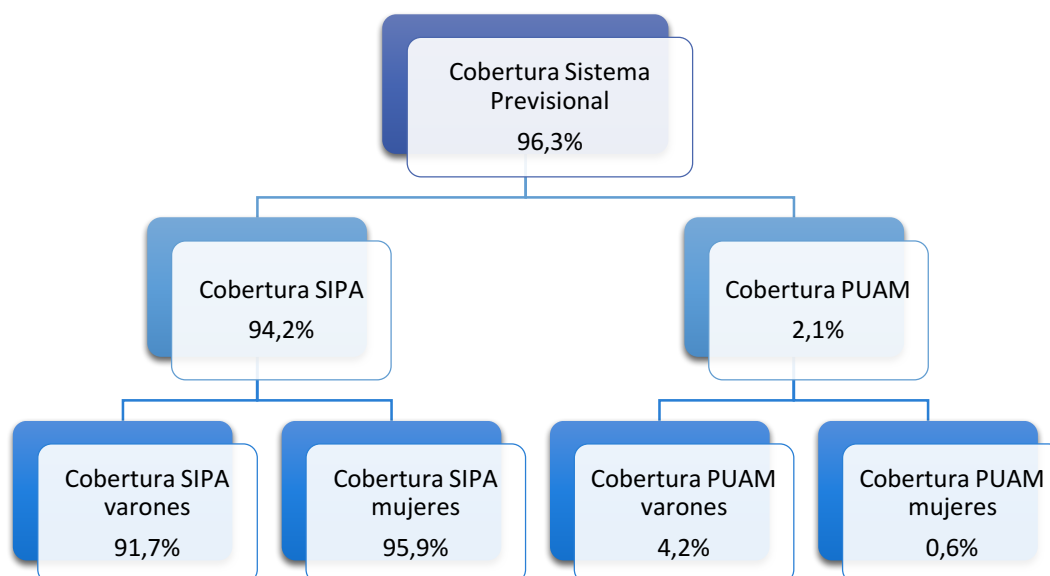 Cobertura Sistema
Previsional
96,3%
Cobertura SIPA
94,2%
Cobertura PUAM
2,1%
Cobertura SIPA
varones
91,7%
Cobertura SIPA
mujeres
95,9%
Cobertura PUAM
varones
4,2%
Cobertura PUAM
mujeres
0,6%